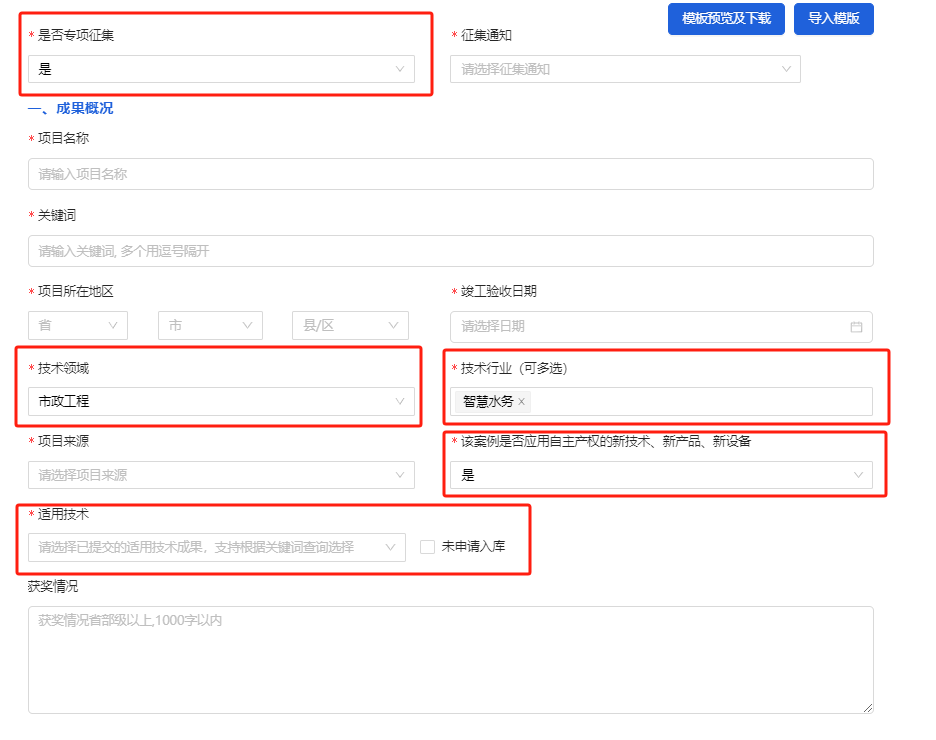 模板预览及下载
导入模版
* 是否专项征集
* 征集通知
是
请选择征集通知
一、成果概况
* 项目名称
请输入项目名称
* 关键词
请输入关键词, 多个用逗号隔开
* 项目所在地区
* 竣工验收日期
省
市
县/区
请选择日期
* 技术领域
* 技术行业（可多选）
市政工程
智慧水务 ×
* 项目来源
* 该案例是否应用自主产权的新技术、新产品、新设备
请选择项目来源
是
* 适用技术
请选择已提交的适用技术成果，支持根据关键词查询选择
未申请入库
获奖情况
获奖情况省部级以上,1000字以内